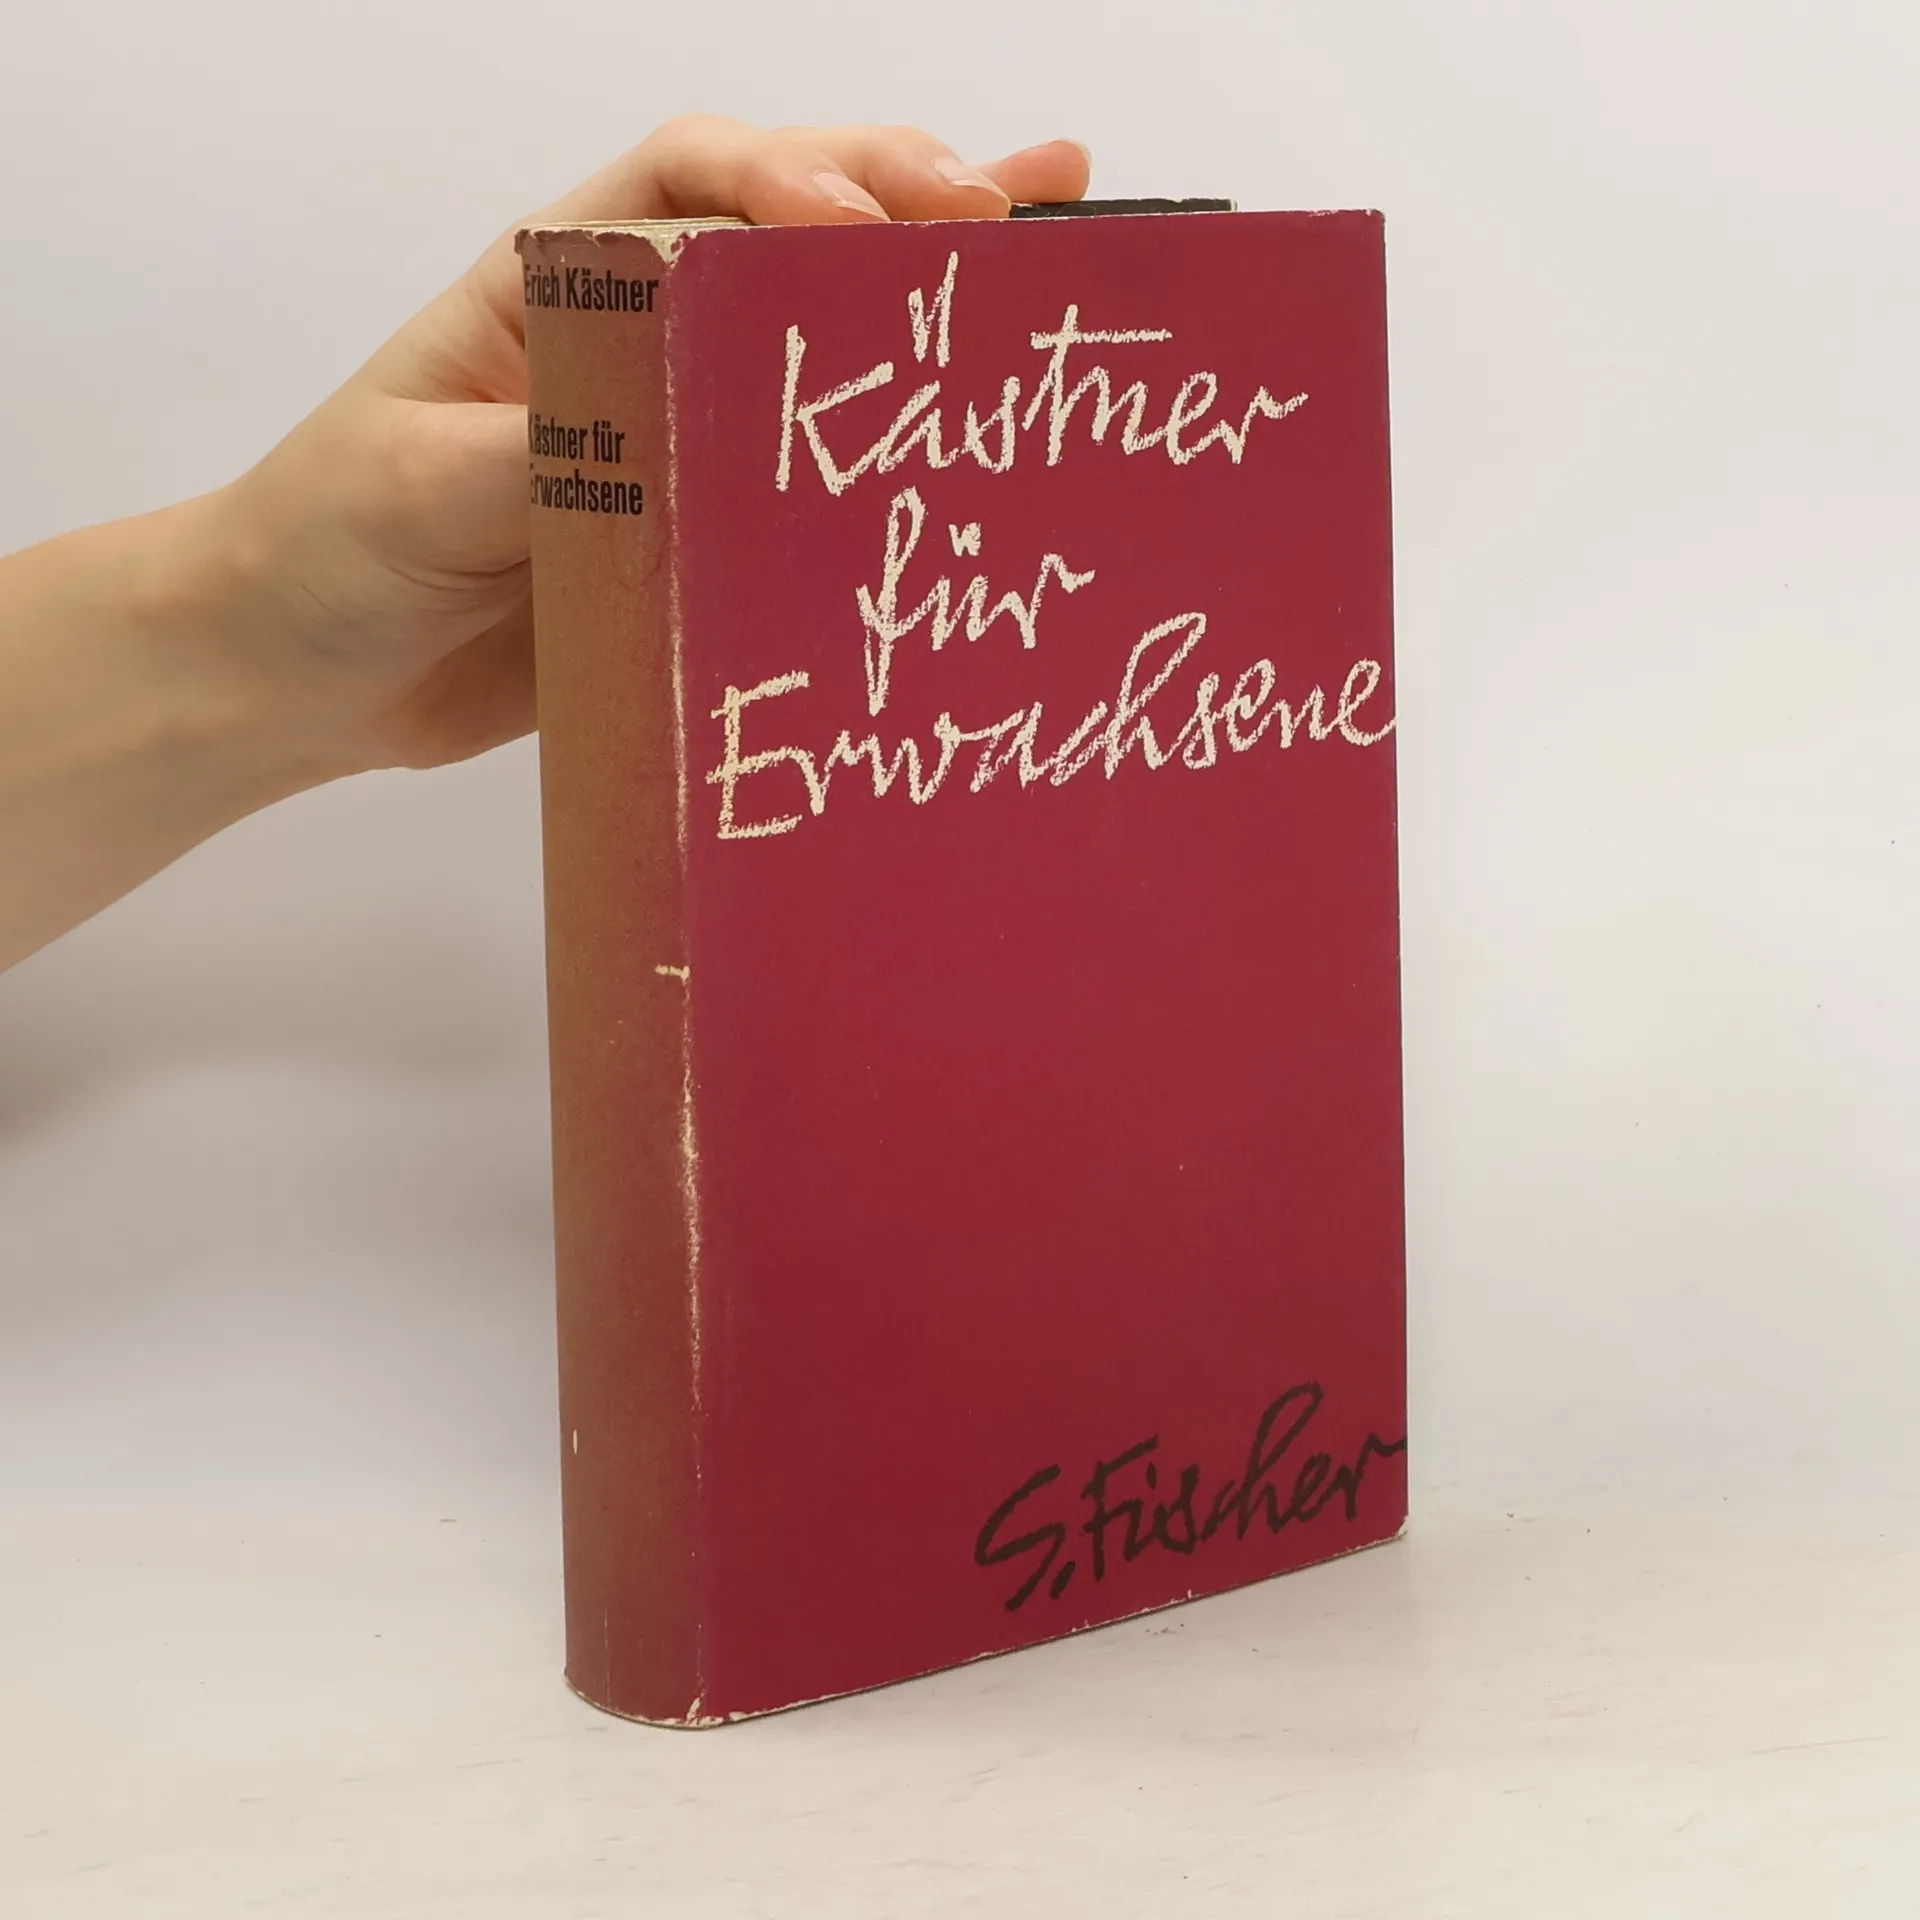 Erich Kästner
Kästner für
Erwachsene
Kästner
für
Erwachsene
S. Fischer